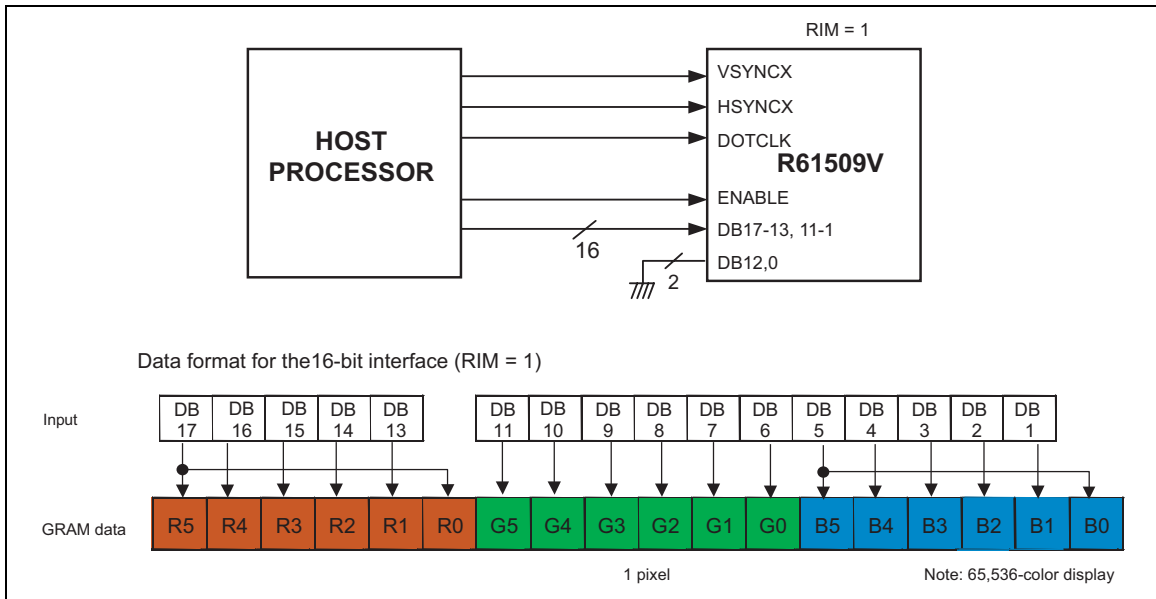 RIM = 1
HOST
PROCESSOR
VSYNCX
HSYNCX
DOTCLK
R61509V
ENABLE
DB17-13, 11-1
16
DB12,0
2
Data format for the16-bit interface (RIM = 1)
Input
DB 17 DB 16 DB 15 DB 14 DB 13 DB 11 DB 10 DB 9 DB 8 DB 7 DB 6 DB 5 DB 4 DB 3 DB 2 DB 1
GRAM data
R5 R4 R3 R2 R1 R0 G5 G4 G3 G2 G1 G0 B5 B4 B3 B2 B1 B0
1 pixel
Note: 65,536-color display